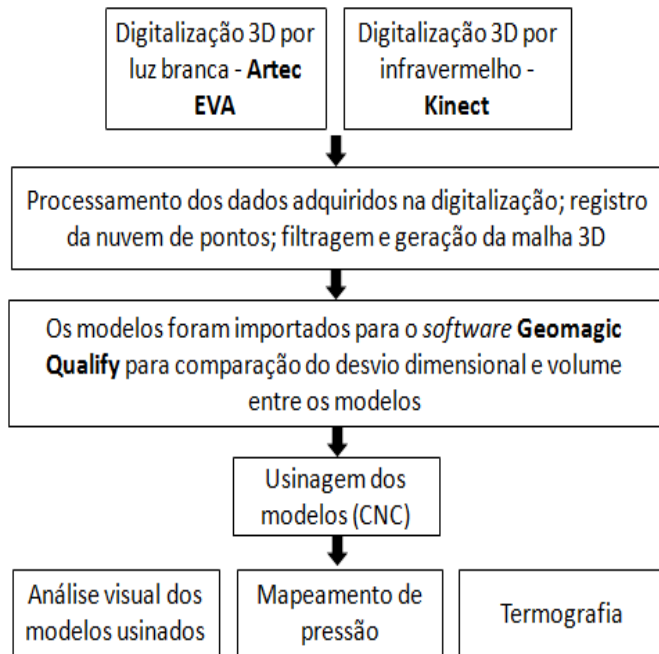 Digitalização 3D por
luz branca - Artec
EVA
Digitalização 3D por
infravermelho -
Kinect
Processamento dos dados adquiridos na digitalização; registro
da nuvem de pontos; filtragem e geração da malha 3D
Os modelos foram importados para o software Geomagic
Qualify para comparação do desvio dimensional e volume
entre os modelos
Usinagem dos
modelos (CNC)
Análise visual dos
modelos usinados
Mapeamento de
pressão
Termografia